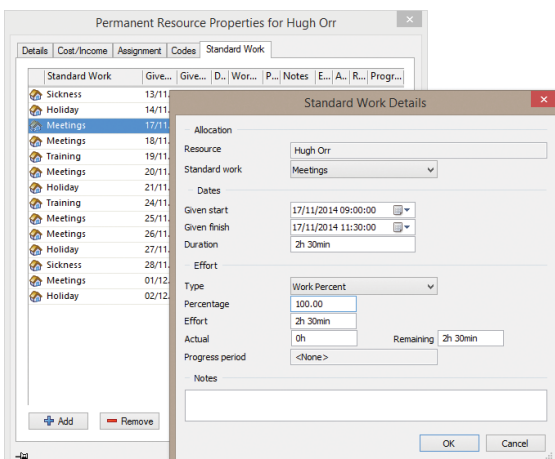 Permanent Resource Properties for Hugh Orr
Details Cost/Income Assignment Codes Standard Work
Standard Work Give... Give... D.. Wor... P... Notes E... A.. R... Progr...
Sickness 13/11.
Holiday 14/11.
Meetings 17/11.
Meetings 18/11.
Training 19/11.
Meetings 20/11.
Holiday 21/11.
Training 24/11.
Meetings 25/11.
Meetings 26/11.
Holiday 27/11.
Sickness 28/11.
Meetings 01/12.
Holiday 02/12.
Add Remove
Standard Work Details
Allocation
Resource Hugh Orr
Standard work Meetings
Dates
Given start 17/11/2014 09:00:00
Given finish 17/11/2014 11:30:00
Duration 2h 30min
Effort
Type Work Percent
Percentage 100.00
Effort 2h 30min
Actual 0h Remaining 2h 30min
Progress period <None>
Notes
OK Cancel